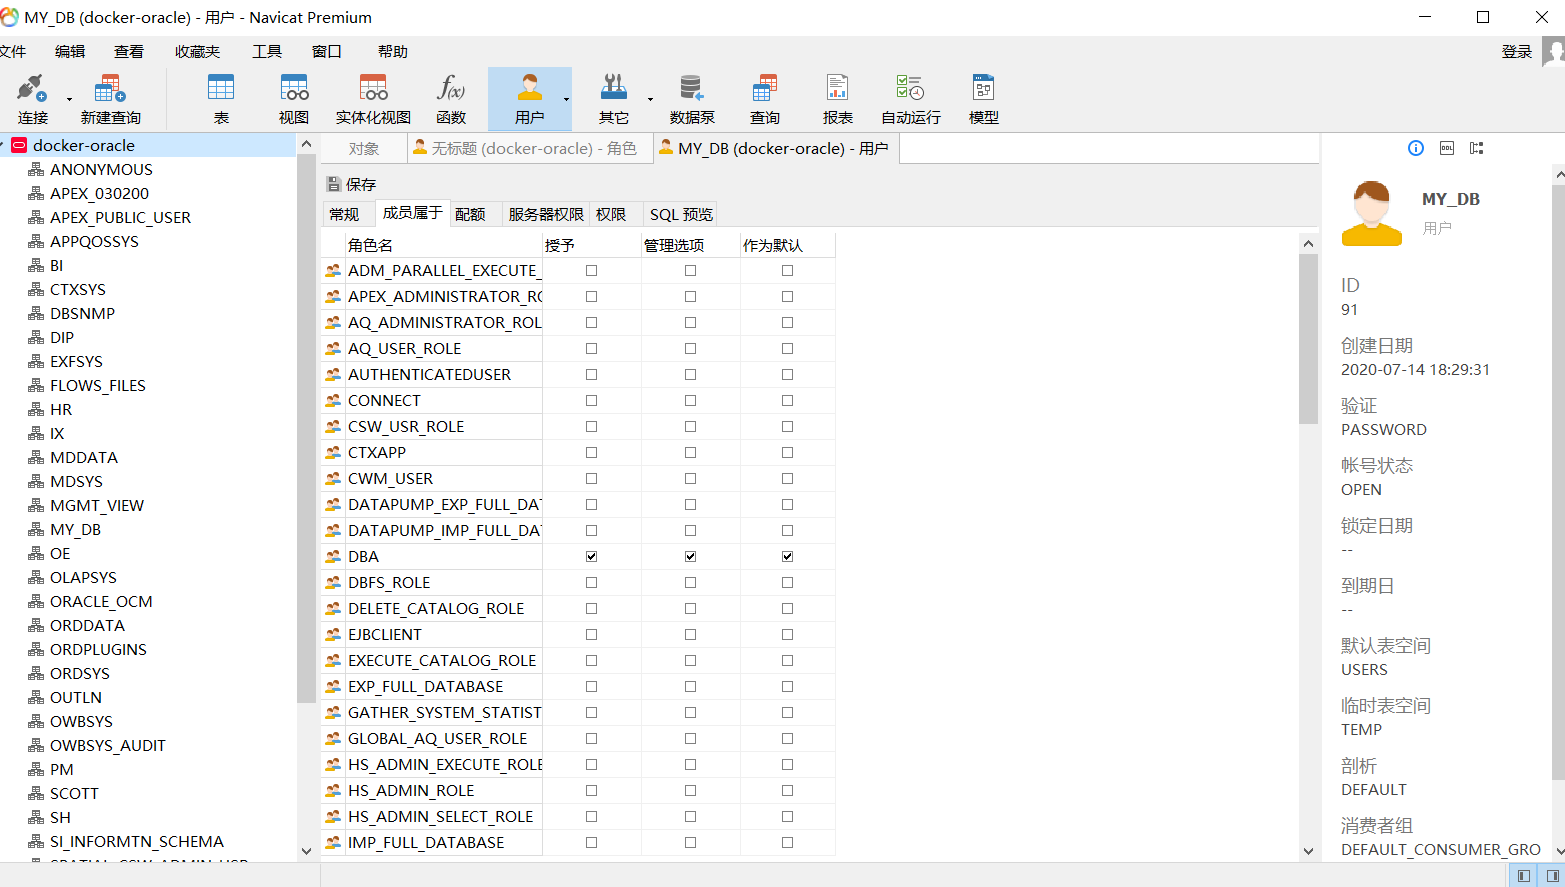 MY_DB (docker-oracle) - 用户 - Navicat Premium
文件 编辑 查看 收藏夹 工具 窗口 帮助 登录
连接 新建查询 表 视图 实体化视图 函数 用户 其它 数据泵 查询 报表 自动运行 模型
docker-oracle
ANONYMOUS
APEX_030200
APEX_PUBLIC_USER
APPQOSSYS
BI
CTXSYS
DBSNMP
DIP
EXFSYS
FLOWS_FILES
HR
IX
MDDATA
MDSYS
MGMT_VIEW
MY_DB
OE
OLAPSYS
ORACLE_OCM
ORDDATA
ORDPLUGINS
ORDSYS
OUTLN
OWBSYS
OWBSYS_AUDIT
PM
SCOTT
SH
SI_INFORMTN_SCHEMA
对象 无标题 (docker-oracle) - 角色 MY_DB (docker-oracle) - 用户
保存
常规 成员属于 配额 服务器权限 权限 SQL 预览
角色名 授予 管理选项 作为默认
ADM_PARALLEL_EXECUTE_
APEX_ADMINISTRATOR_RO
AQ_ADMINISTRATOR_ROL
AQ_USER_ROLE
AUTHENTICATEDUSER
CONNECT
CSW_USR_ROLE
CTXAPP
CWM_USER
DATAPUMP_EXP_FULL_DAT
DATAPUMP_IMP_FULL_DAT
DBA
DBFS_ROLE
DELETE_CATALOG_ROLE
EJBCLIENT
EXECUTE_CATALOG_ROLE
EXP_FULL_DATABASE
GATHER_SYSTEM_STATIST
GLOBAL_AQ_USER_ROLE
HS_ADMIN_EXECUTE_ROLE
HS_ADMIN_ROLE
HS_ADMIN_SELECT_ROLE
IMP_FULL_DATABASE
DDL
MY_DB
用户
ID
91
创建日期
2020-07-14 18:29:31
验证
PASSWORD
帐号状态
OPEN
锁定日期
--
到期日
--
默认表空间
USERS
临时表空间
TEMP
剖析
DEFAULT
消费者组
DEFAULT_CONSUMER_GRO